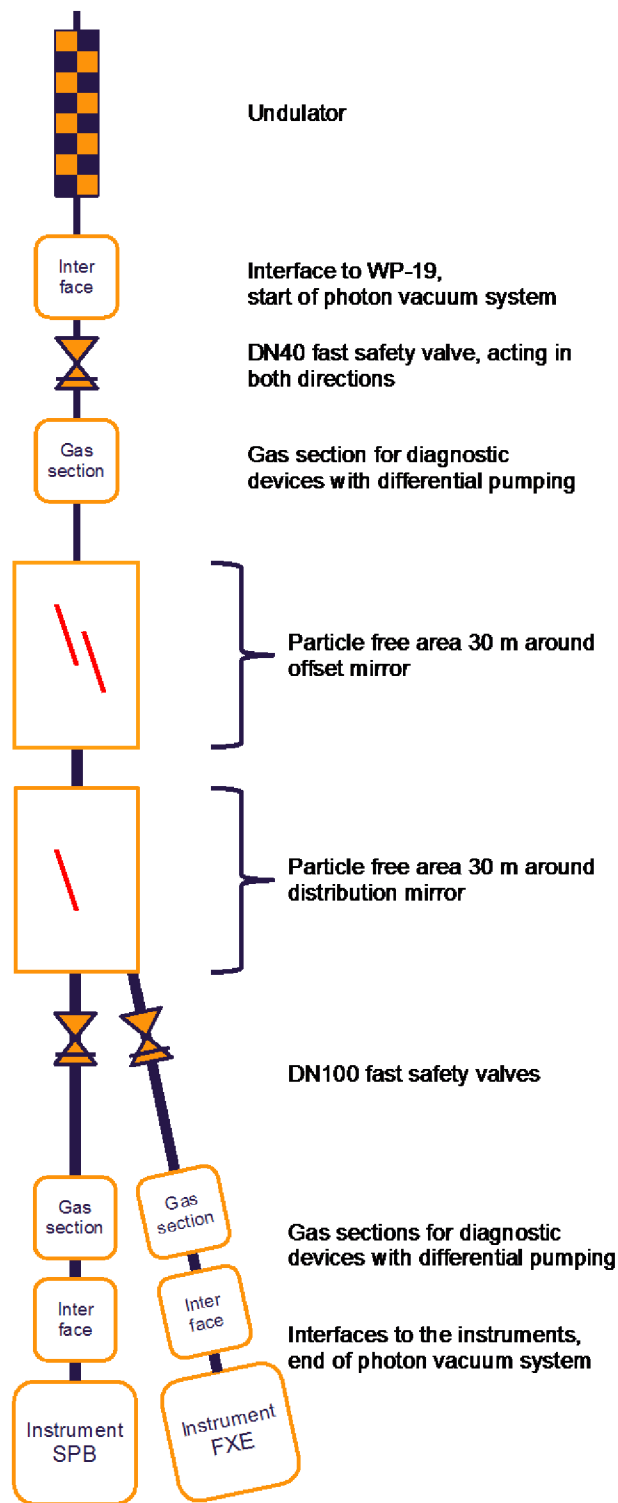 Undulator
Inter
face
Interface to WP-19,
start of photon vacuum system
DN40 fast safety valve, acting in
both directions
Gas
section
Gas section for diagnostic
devices with differential pumping
Particle free area 30 m around
offset mirror
Particle free area 30 m around
distribution mirror
DN100 fast safety valves
Gas
section
Gas
section
Gas sections for diagnostic
devices with differential pumping
Inter
face
Inter
face
Interfaces to the instruments,
end of photon vacuum system
Instrument
SPB
Instrument
FXE